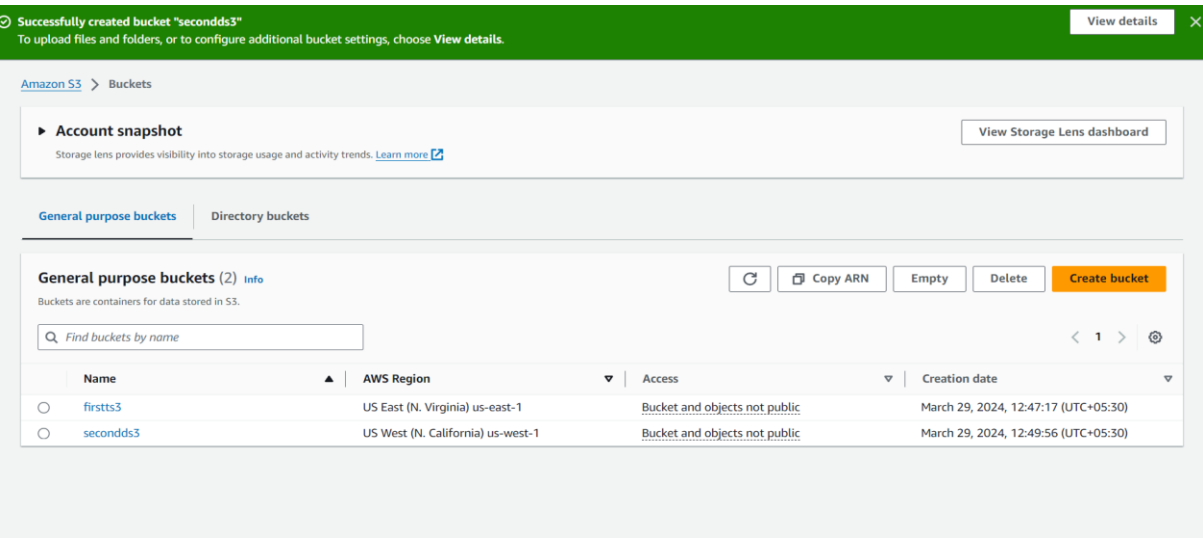 Successfully created bucket "secondds3"
View details
To upload files and folders, or to configure additional bucket settings, choose View details.
Amazon S3 > Buckets
Account snapshot
View Storage Lens dashboard
Storage lens provides visibility into storage usage and activity trends. Learn more
General purpose buckets Directory buckets
General purpose buckets (2) Info
Copy ARN Empty Delete Create bucket
Buckets are containers for data stored in S3.
Find buckets by name
< 1 >
Name AWS Region Access Creation date
firstts3 US East (N. Virginia) us-east-1 Bucket and objects not public March 29, 2024, 12:47:17 (UTC+05:30)
secondds3 US West (N. California) us-west-1 Bucket and objects not public March 29, 2024, 12:49:56 (UTC+05:30)